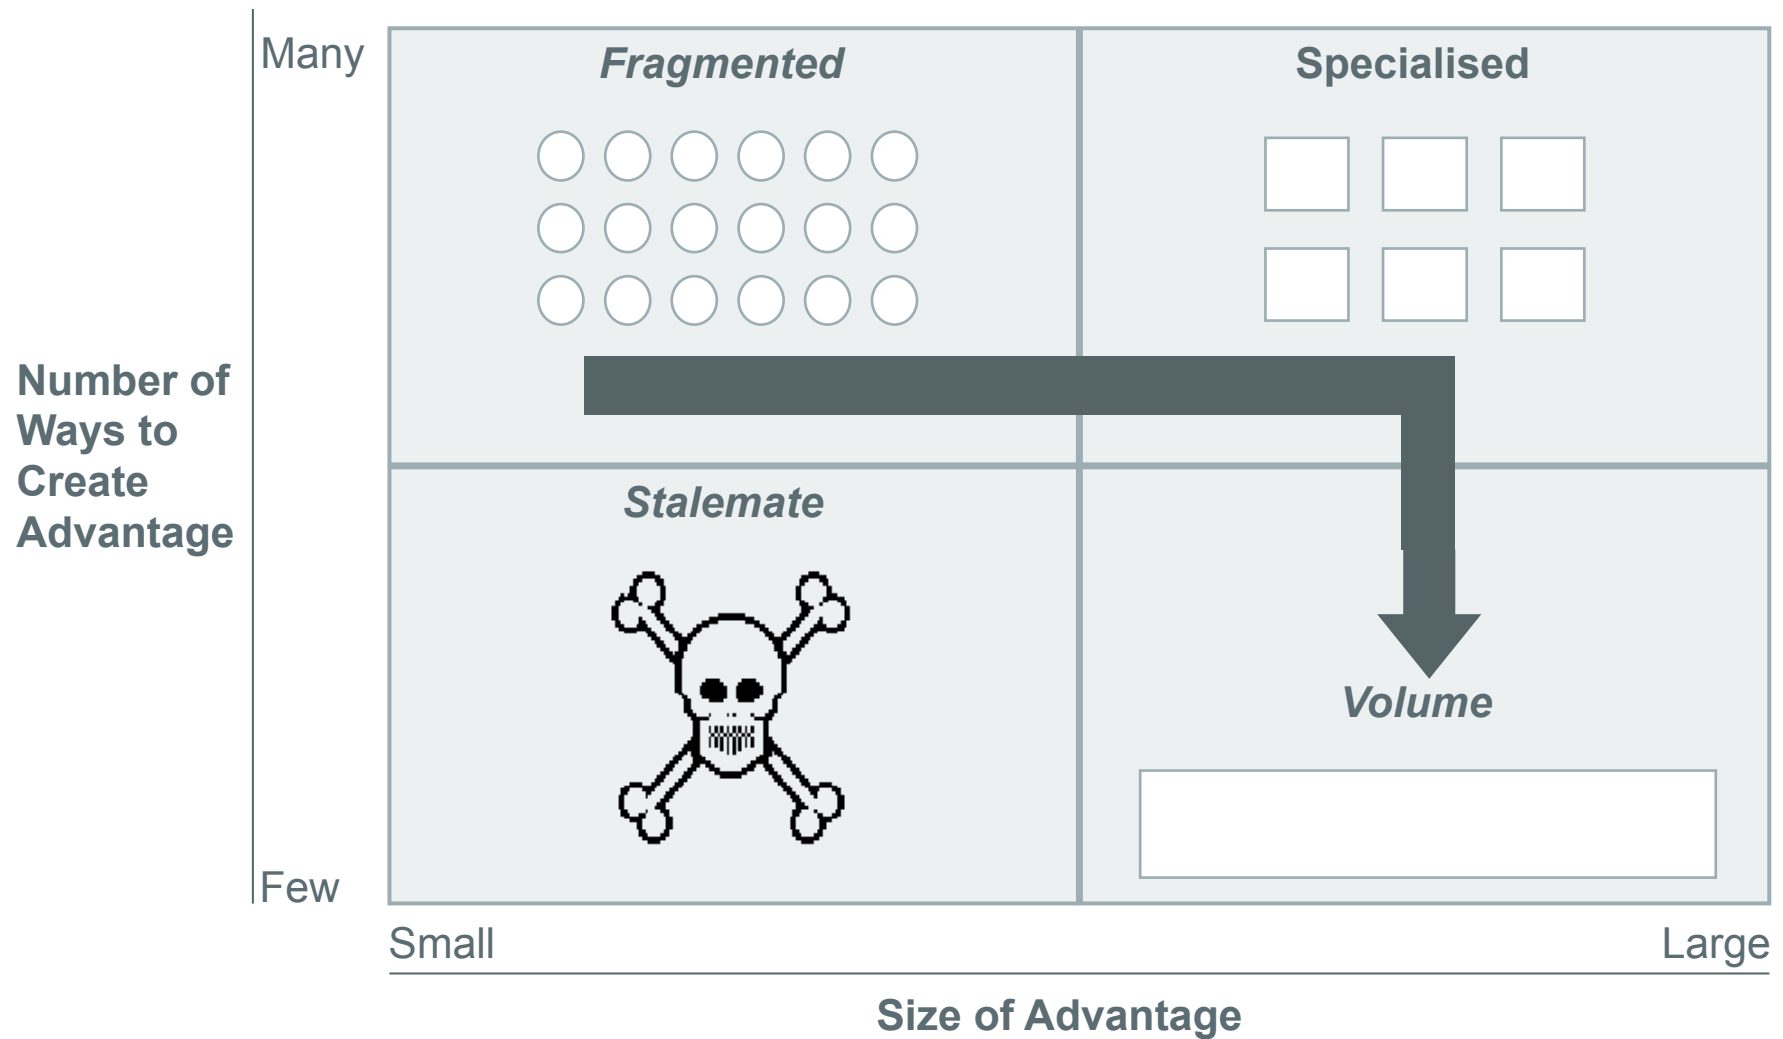 Many
Fragmented
Specialised
Number of
Ways to
Create
Advantage
Stalemate
Volume
Few
Small
Large
Size of Advantage